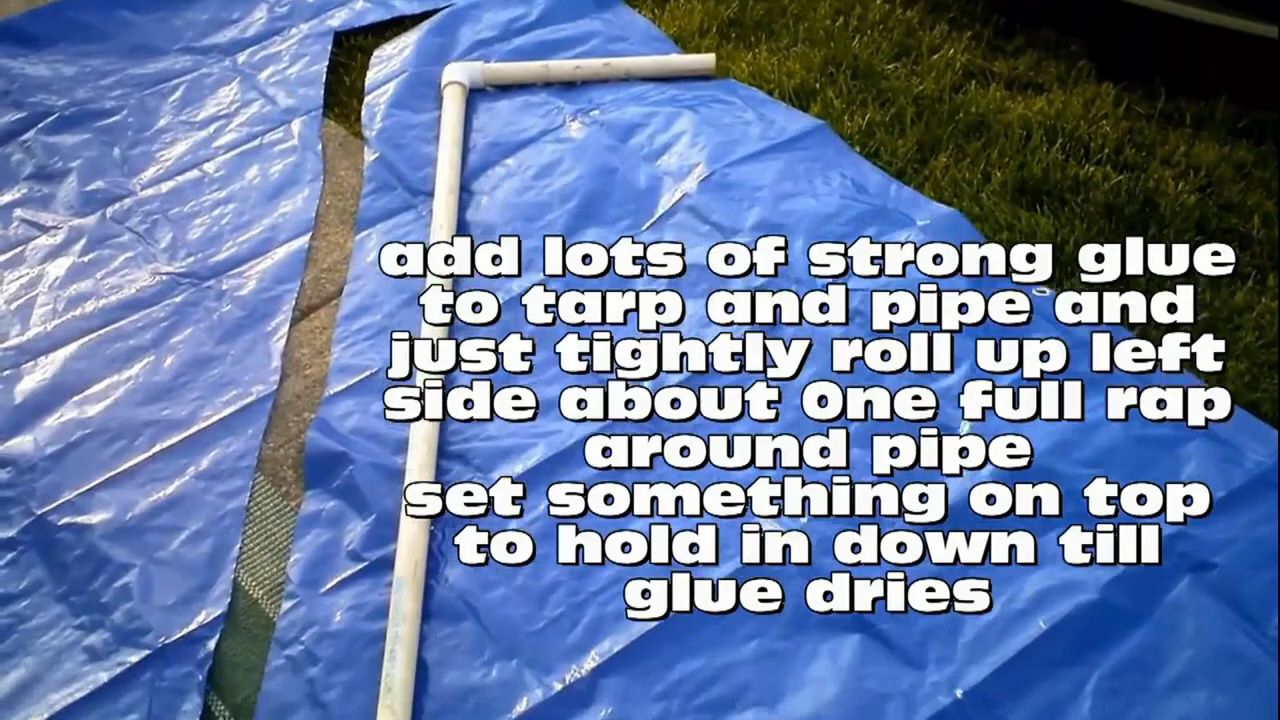 add lots of strong glue
to tarp and pipe and
just tightly roll up left
side about One full rap
around pipe
set something on top
to hold in down till
glue dries